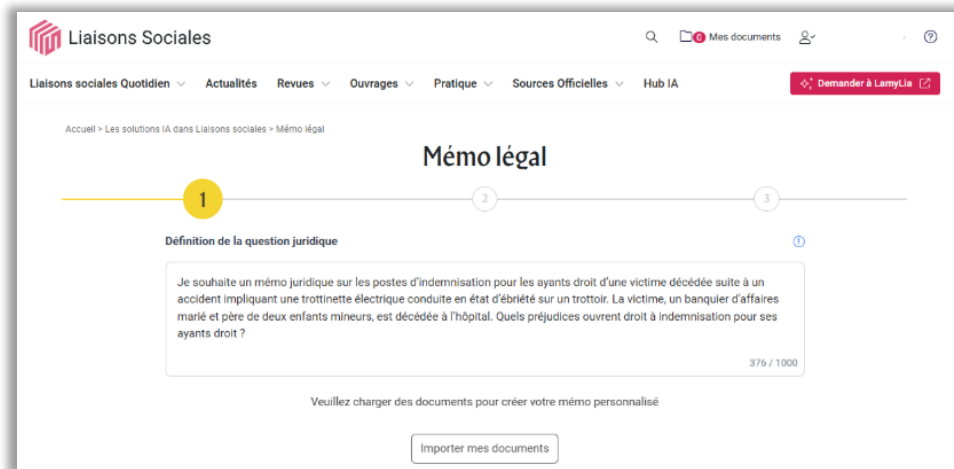 Liaisons Sociales
0 Mes documents
Liaisons sociales Quotidien Actualités Revues Ouvrages Pratique Sources Officielles Hub IA Demander à LamyLia
Accueil > Les solutions IA dans Liaisons sociales > Mémo légal
Mémo légal
1 2 3
Définition de la question juridique
Je souhaite un mémo juridique sur les postes d'indemnisation pour les ayants droit d'une victime décédée suite à un
accident impliquant une trottinette électrique conduite en état d'ébriété sur un trottoir. La victime, un banquier d'affaires
marié et père de deux enfants mineurs, est décédée à l'hôpital. Quels préjudices ouvrent droit à indemnisation pour ses
ayants droit ?
376 / 1000
Veuillez charger des documents pour créer votre mémo personnalisé
Importer mes documents